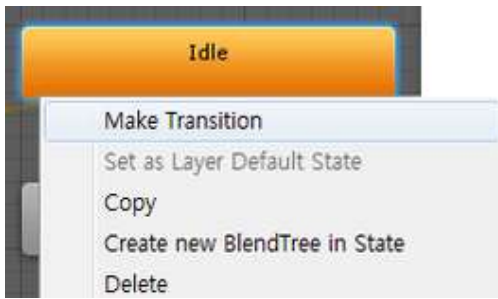 Idle
Make Transition
Set as Layer Default State
Copy
Create new BlendTree in State
Delete